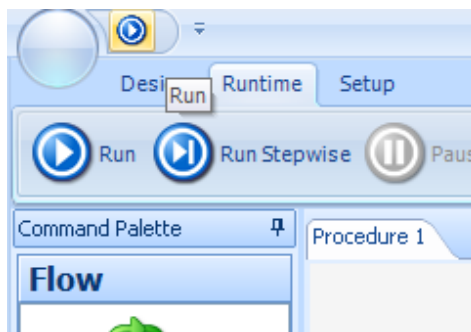 Desi Runtime Setup
Run
Run Run Stepwise Paus
Command Palette
Procedure 1
Flow